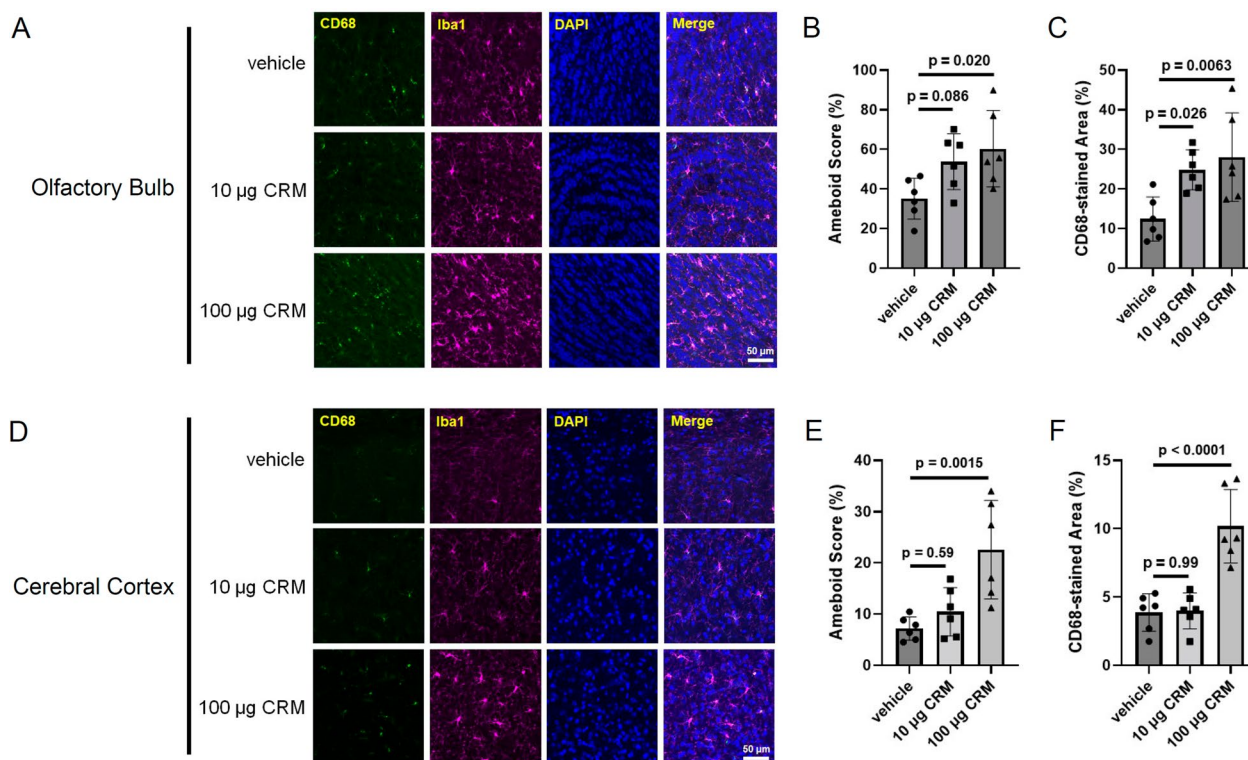 A
Olfactory Bulb
vehicle
10 µg CRM
100 µg CRM
CD68
Iba1
DAPI
Merge
50 µm
B
Ameboid Score (%)
100
80
60
40
20
0
p = 0.020
p = 0.086
vehicle
10 µg CRM
100 µg CRM
C
CD68-stained Area (%)
50
40
30
20
10
0
p = 0.0063
p = 0.026
vehicle
10 µg CRM
100 µg CRM
D
Cerebral Cortex
vehicle
10 µg CRM
100 µg CRM
CD68
Iba1
DAPI
Merge
50 µm
E
Ameboid Score (%)
40
30
20
10
0
p = 0.0015
p = 0.59
vehicle
10 µg CRM
100 µg CRM
F
CD68-stained Area (%)
15
10
5
0
p < 0.0001
p = 0.99
vehicle
10 µg CRM
100 µg CRM